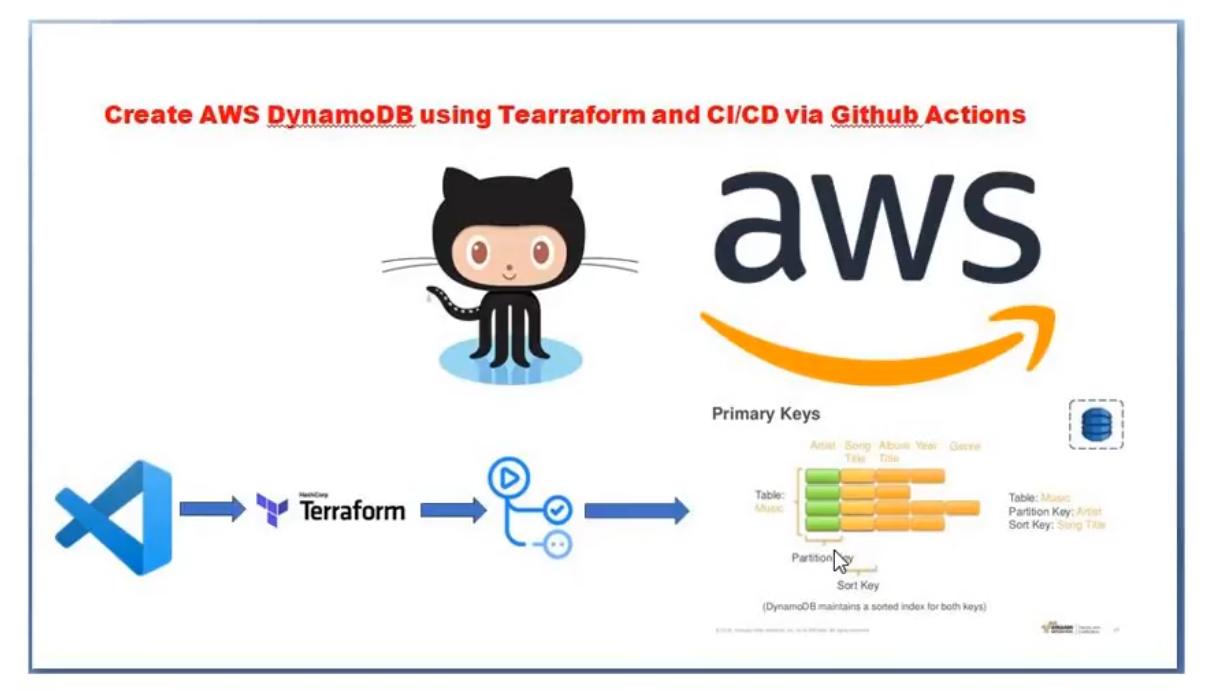 Create AWS DynamoDB using Tearraform and CI/CD via Github Actions
aws
Primary Keys
Artist Song Title Album Title Year Genre
Table: Music
Table: Music
Partition Key: Artist
Sort Key: Song Title
HashiCorp
Terraform
Partition Key
Sort Key
(DynamoDB maintains a sorted index for both keys)
amazon